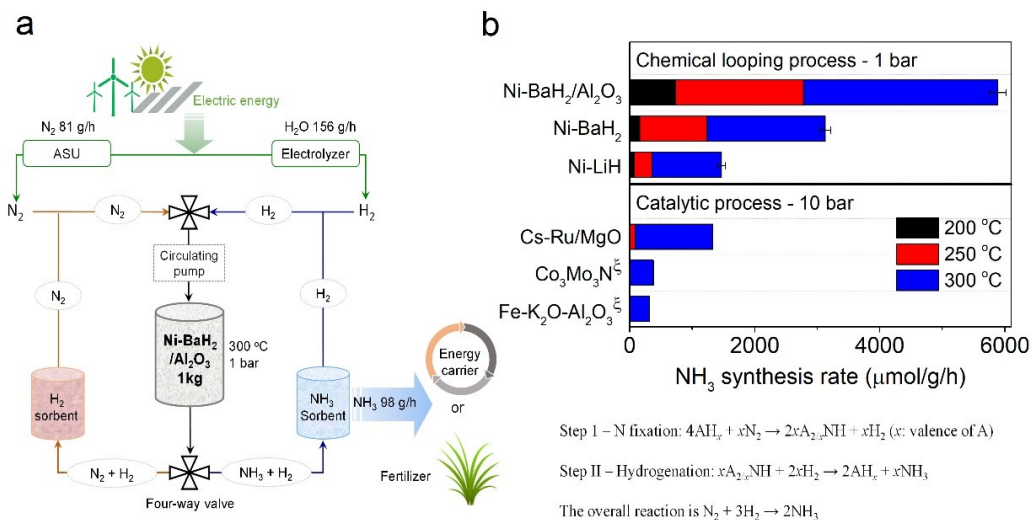 a
Electric energy
N₂ 81 g/h
H₂O 156 g/h
ASU
Electrolyzer
N₂
N₂
H₂
H₂
Circulating
pump
N₂
H₂
Ni-BaH₂
/Al₂O₃
1kg
300 ºC
1 bar
H₂
sorbent
NH₃
Sorbent
NH₃ 98 g/h
Energy
carrier
or
Fertilizer
N₂ + H₂
NH₃ + H₂
Four-way valve
b
Chemical looping process - 1 bar
Ni-BaH₂/Al₂O₃
Ni-BaH₂
Ni-LiH
Catalytic process - 10 bar
Cs-Ru/MgO
Co₃Mo₃N^ξ
Fe-K₂O-Al₂O₃^ξ
200 °C
250 °C
300 °C
0 2000 4000 6000
NH₃ synthesis rate (μmol/g/h)
Step 1 – N fixation: 4AHₓ + xN₂ → 2xA₂/ₓNH + xH₂ (x: valence of A)
Step II – Hydrogenation: xA₂/ₓNH + 2xH₂ → 2AHₓ + xNH₃
The overall reaction is N₂ + 3H₂ → 2NH₃